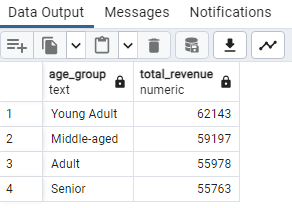 Data Output Messages Notifications
age_group text total_revenue numeric
1 Young Adult 62143
2 Middle-aged 59197
3 Adult 55978
4 Senior 55763